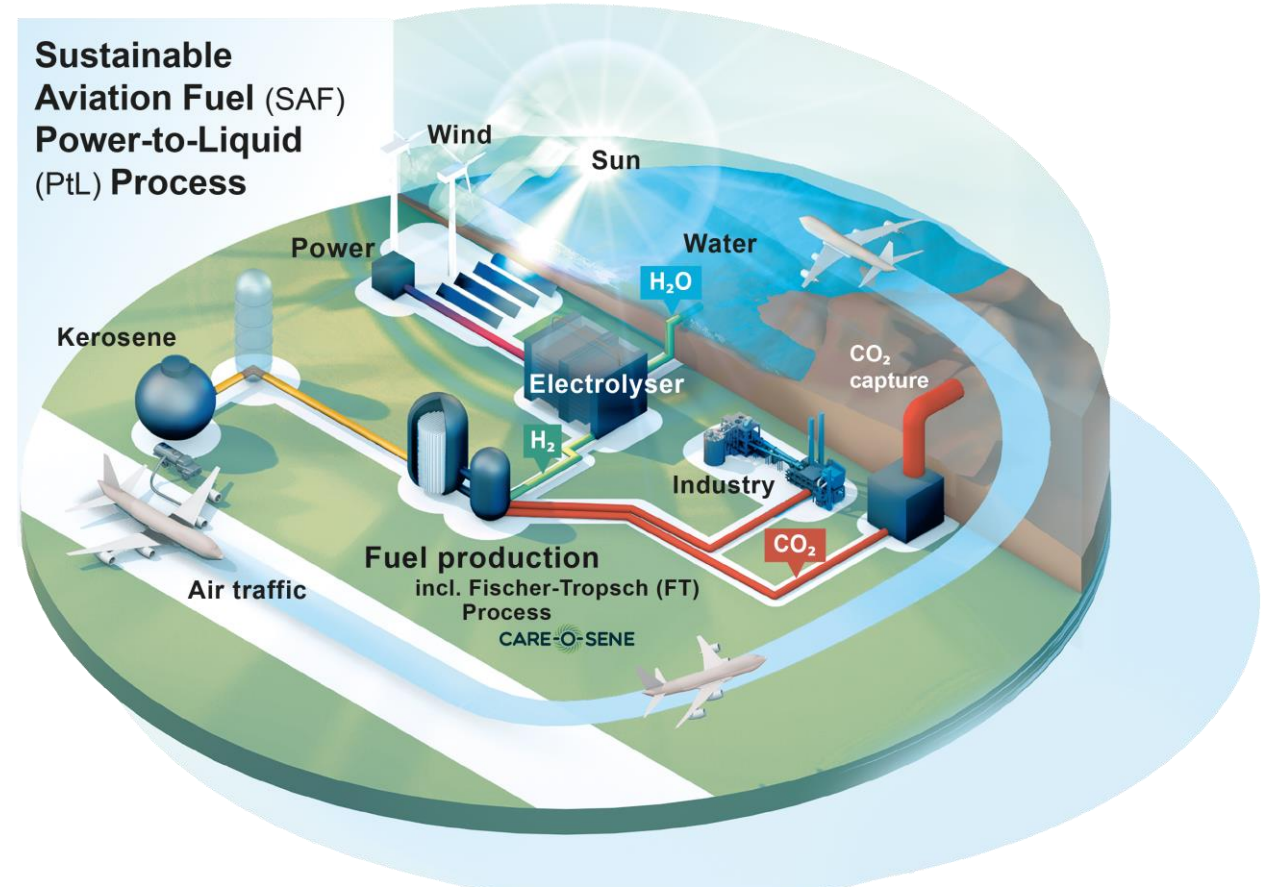 Sustainable
Aviation Fuel (SAF)
Power-to-Liquid
(PtL) Process
Wind
Sun
Power
Water
H₂O
Kerosene
CO₂
capture
Electrolyser
H₂
Industry
CO₂
Fuel production
incl. Fischer-Tropsch (FT)
Process
CARE-O-SENE
Air traffic